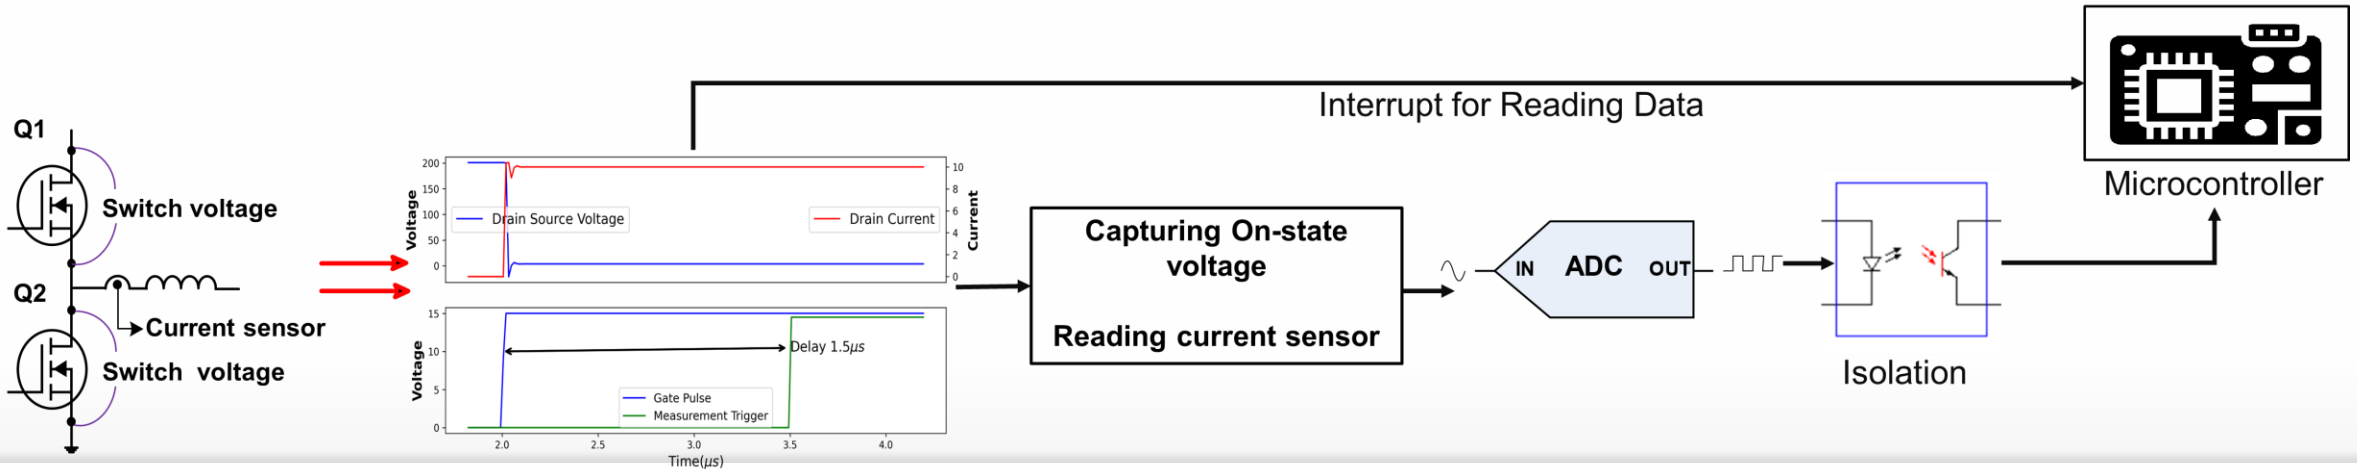 Q1
Switch voltage
Q2
Current sensor
Switch voltage
200
150
100
50
0
Voltage
Drain Source Voltage
Drain Current
10
8
6
4
2
0
Current
15
10
5
0
Voltage
Delay 1.5μs
Gate Pulse
Measurement Trigger
2.0 2.5 3.0 3.5 4.0
Time(μs)
Interrupt for Reading Data
Capturing On-state
voltage
Reading current sensor
IN ADC OUT
Isolation
Microcontroller